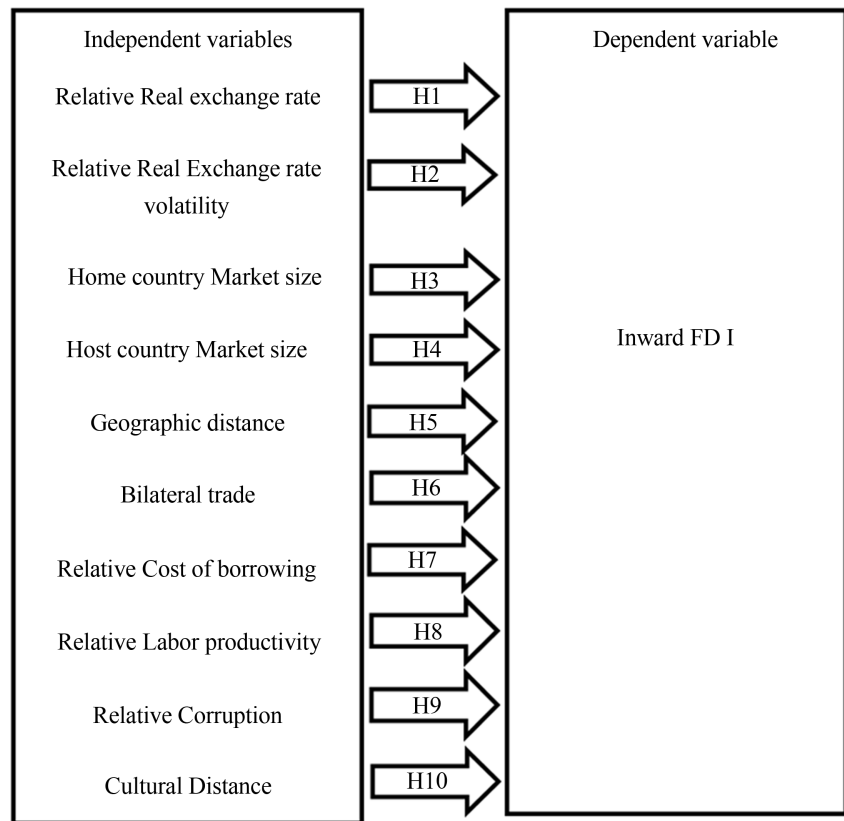 Independent variables
Dependent variable
Relative Real exchange rate
H1
Relative Real Exchange rate
volatility
H2
Home country Market size
H3
Host country Market size
H4
Inward FD I
Geographic distance
H5
Bilateral trade
H6
Relative Cost of borrowing
H7
Relative Labor productivity
H8
Relative Corruption
H9
Cultural Distance
H10